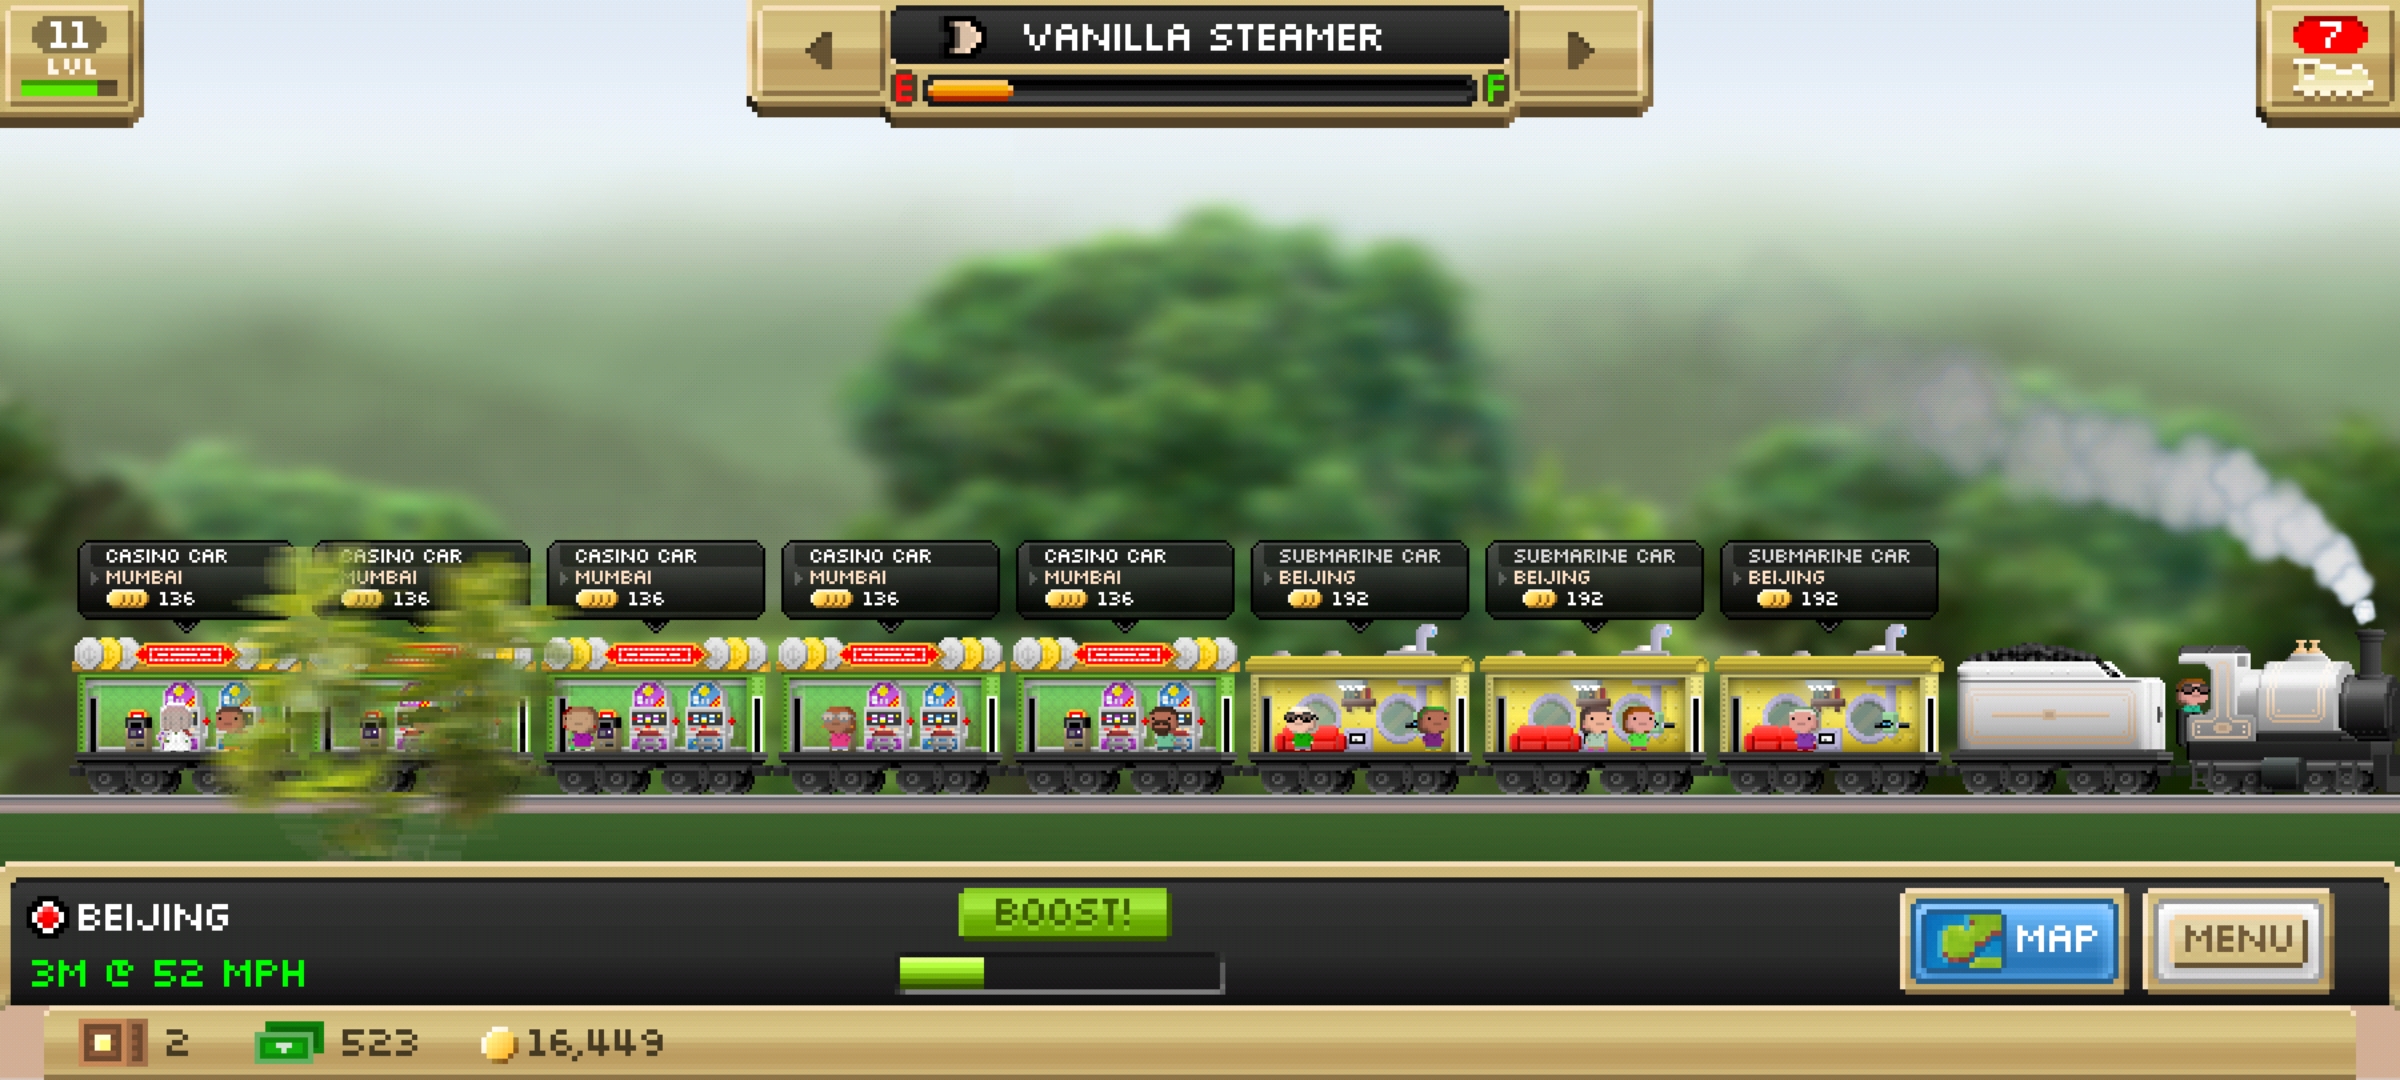 11
LVL
VANILLA STEAMER
E F
7
CASINO CAR
MUMBAI
136
CASINO CAR
MUMBAI
136
CASINO CAR
MUMBAI
136
CASINO CAR
MUMBAI
136
CASINO CAR
MUMBAI
136
SUBMARINE CAR
BEIJING
192
SUBMARINE CAR
BEIJING
192
SUBMARINE CAR
BEIJING
192
BEIJING
3M @ 52 MPH
BOOST!
MAP
MENU
2 523 16,449